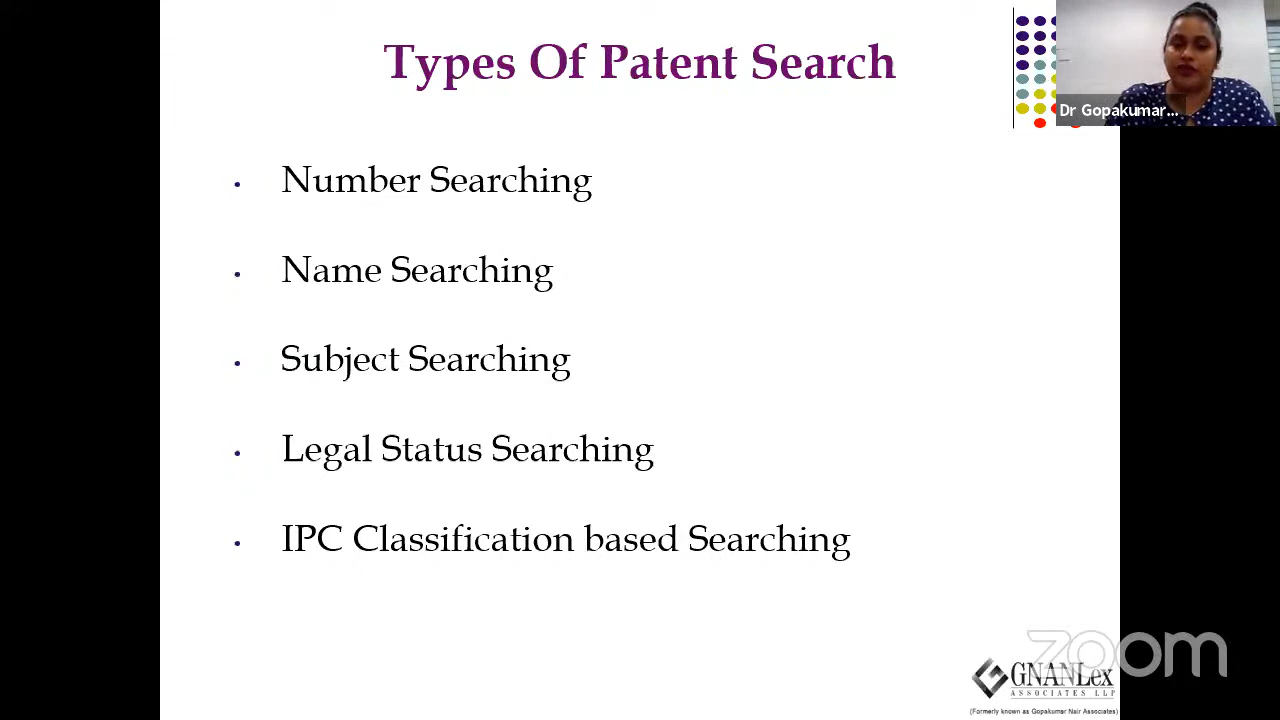 Types Of Patent Search
Dr Gopakumar...
• Number Searching
• Name Searching
• Subject Searching
• Legal Status Searching
• IPC Classification based Searching
zoom
GNANLex
ASSOCIATES LLP
(Formerly known as Gopakumar Nair Associates)